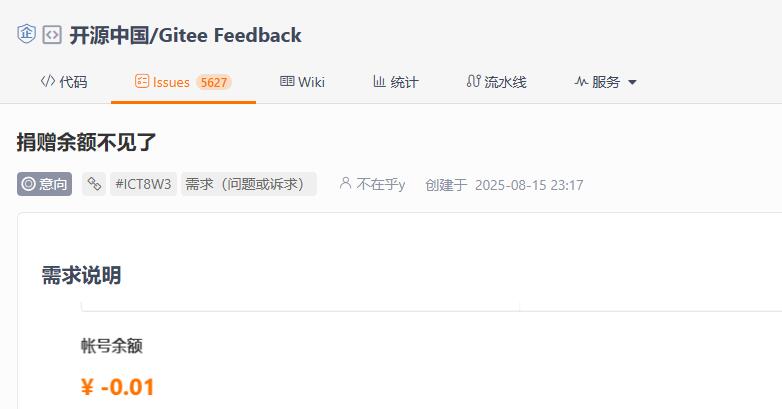 企 开源中国/Gitee Feedback
代码 Issues 5627 Wiki 统计 流水线 服务
捐赠余额不见了
意向 #ICT8W3 需求（问题或诉求） 不在乎y 创建于 2025-08-15 23:17
需求说明
帐号余额
¥ -0.01